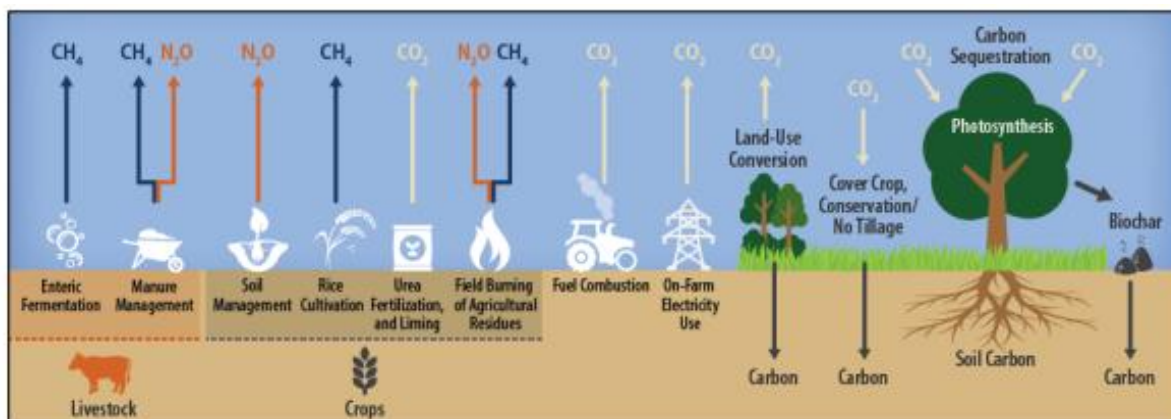 CH₄
CH₄ N₂O
N₂O
CH₄
CO₂
N₂O CH₄
CO₂
CO₂
CO₂
CO₂
Carbon
Sequestration
CO₂
CO₂
Photosynthesis
Land-Use
Conversion
Cover Crop,
Conservation/
No Tillage
Biochar
Enteric
Fermentation
Manure
Management
Soil
Management
Rice
Cultivation
Urea
Fertilization,
and Liming
Field Burning
of Agricultural
Residues
Fuel Combustion
On-Farm
Electricity
Use
Livestock
Crops
Carbon
Carbon
Soil Carbon
Carbon